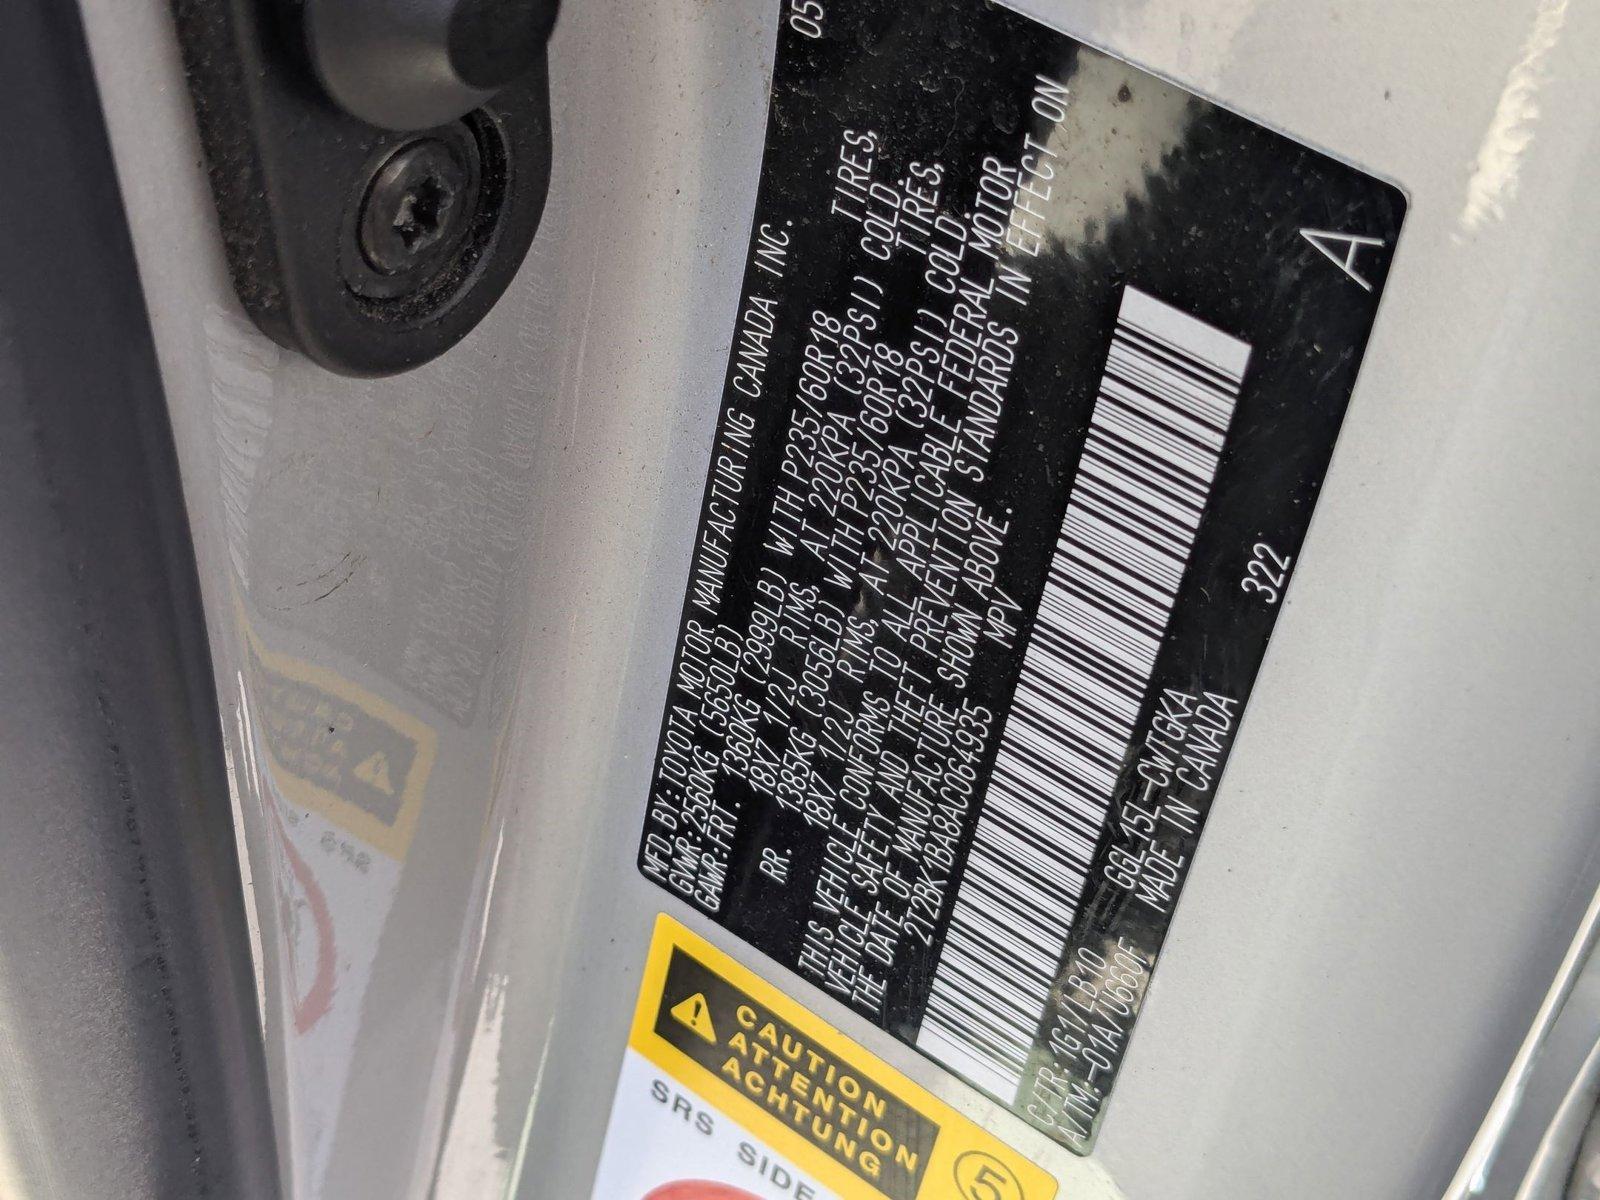 MFD. BY: TOYOTA MOTOR MANUFACTURING CANADA INC. 05
GVWR: 2560KG (5650LB)
GAWR: FRT. 1360KG (2999LB) WITH P235/60R18 TIRES,
18X7 1/2J RIMS, AT 220KPA (32PSI) COLD.
RR. 1385KG (3056LB) WITH P235/60R18 TIRES,
18X7 1/2J RIMS, AT 220KPA (32PSI) COLD.
THIS VEHICLE CONFORMS TO ALL APPLICABLE FEDERAL MOTOR
VEHICLE SAFETY AND THEFT PREVENTION STANDARDS IN EFFECT ON
THE DATE OF MANUFACTURE SHOWN ABOVE.
2T2BK1BA8AC064935 MPV
C/TR: 1G1/LB10 GGL15L-CWTGKA 322 A
A/TM: -01A/U660F MADE IN CANADA
CAUTION
ATTENTION
ACHTUNG
5
SRS SIDE